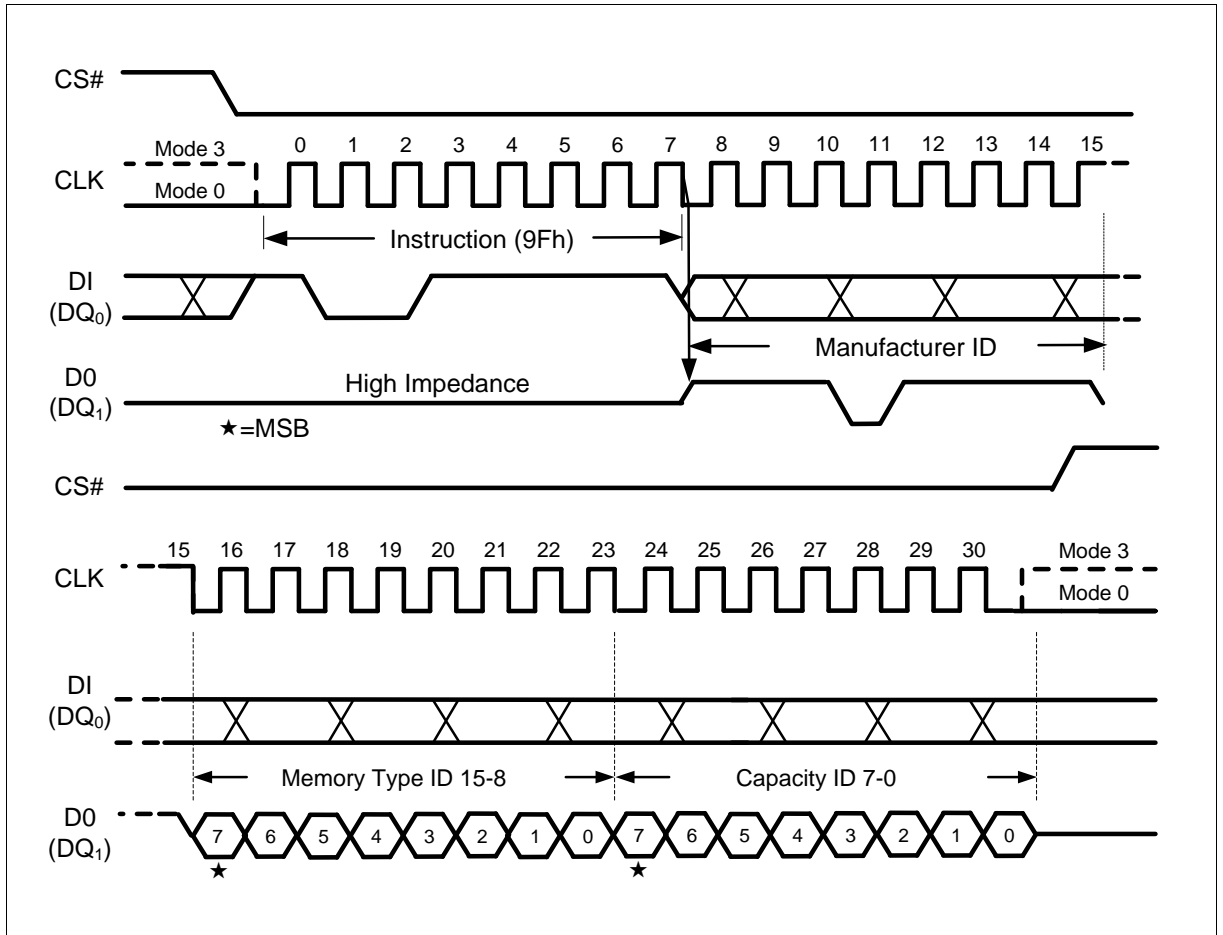 CS#
Mode 3
0 1 2 3 4 5 6 7 8 9 10 11 12 13 14 15
CLK
Mode 0
Instruction (9Fh)
DI
(DQ₀)
Manufacturer ID
D0
(DQ₁)
High Impedance
★=MSB
CS#
15 16 17 18 19 20 21 22 23 24 25 26 27 28 29 30
Mode 3
CLK
Mode 0
DI
(DQ₀)
Memory Type ID 15-8
Capacity ID 7-0
D0
(DQ₁)
7 6 5 4 3 2 1 0 7 6 5 4 3 2 1 0
★ ★